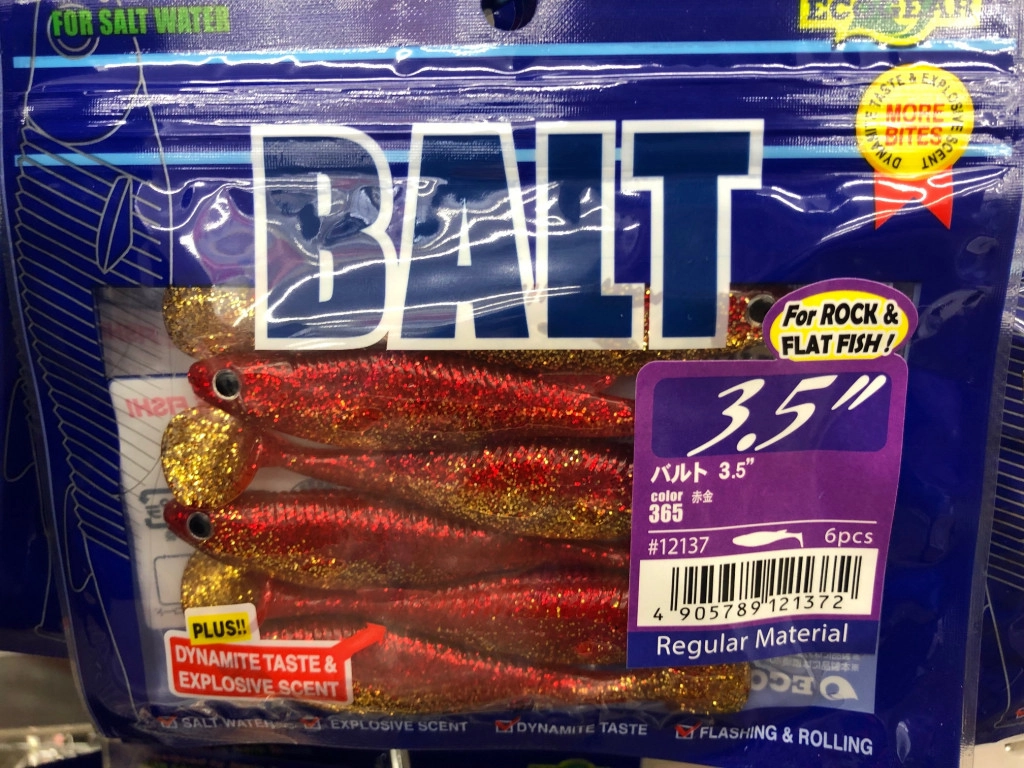 FOR SALT WATER
DYNAMITE TASTE & EXPLOSIVE SCENT
MORE
BITES
BALT
For ROCK &
FLAT FISH !
3.5"
バルト 3.5"
color 赤金
365
#12137
6pcs
4 905789 121372
Regular Material
PLUS!!
DYNAMITE TASTE &
EXPLOSIVE SCENT
ECO
SALT WATER EXPLOSIVE SCENT DYNAMITE TASTE FLASHING & ROLLING